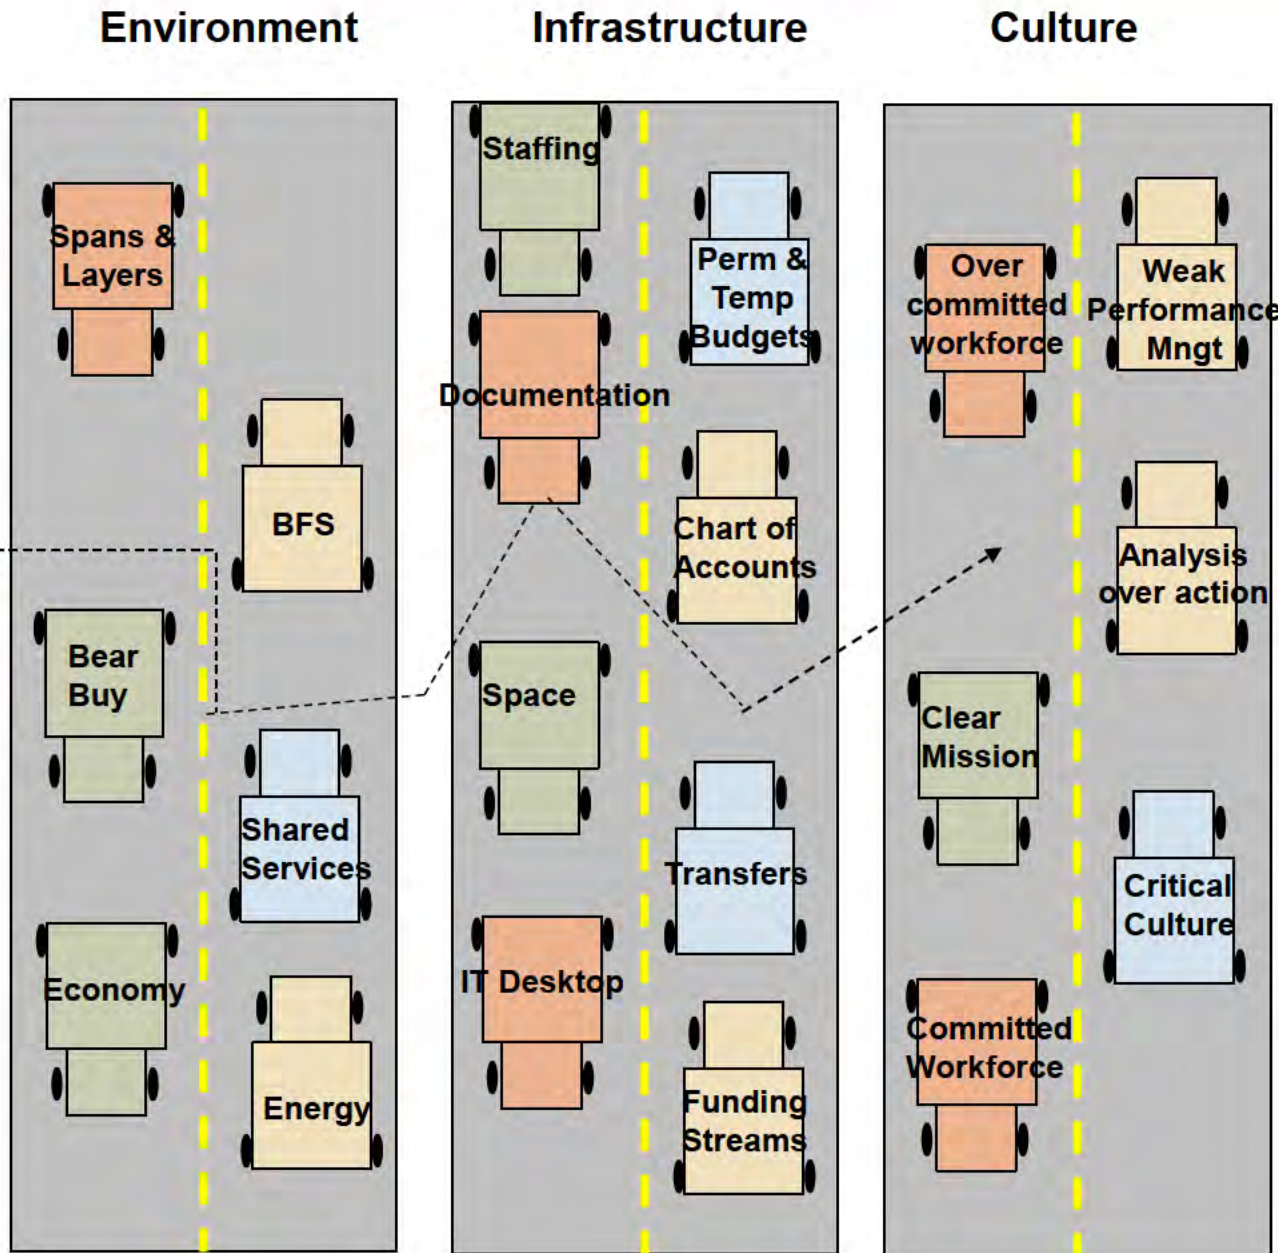 Environment
Spans &
Layers
BFS
Bear
Buy
Shared
Services
Economy
Energy
Infrastructure
Staffing
Perm &
Temp
Budgets
Documentation
Chart of
Accounts
Space
Transfers
IT Desktop
Funding
Streams
Culture
Over
committed
workforce
Weak
Performance
Mngt
Analysis
over action
Clear
Mission
Critical
Culture
Committed
Workforce